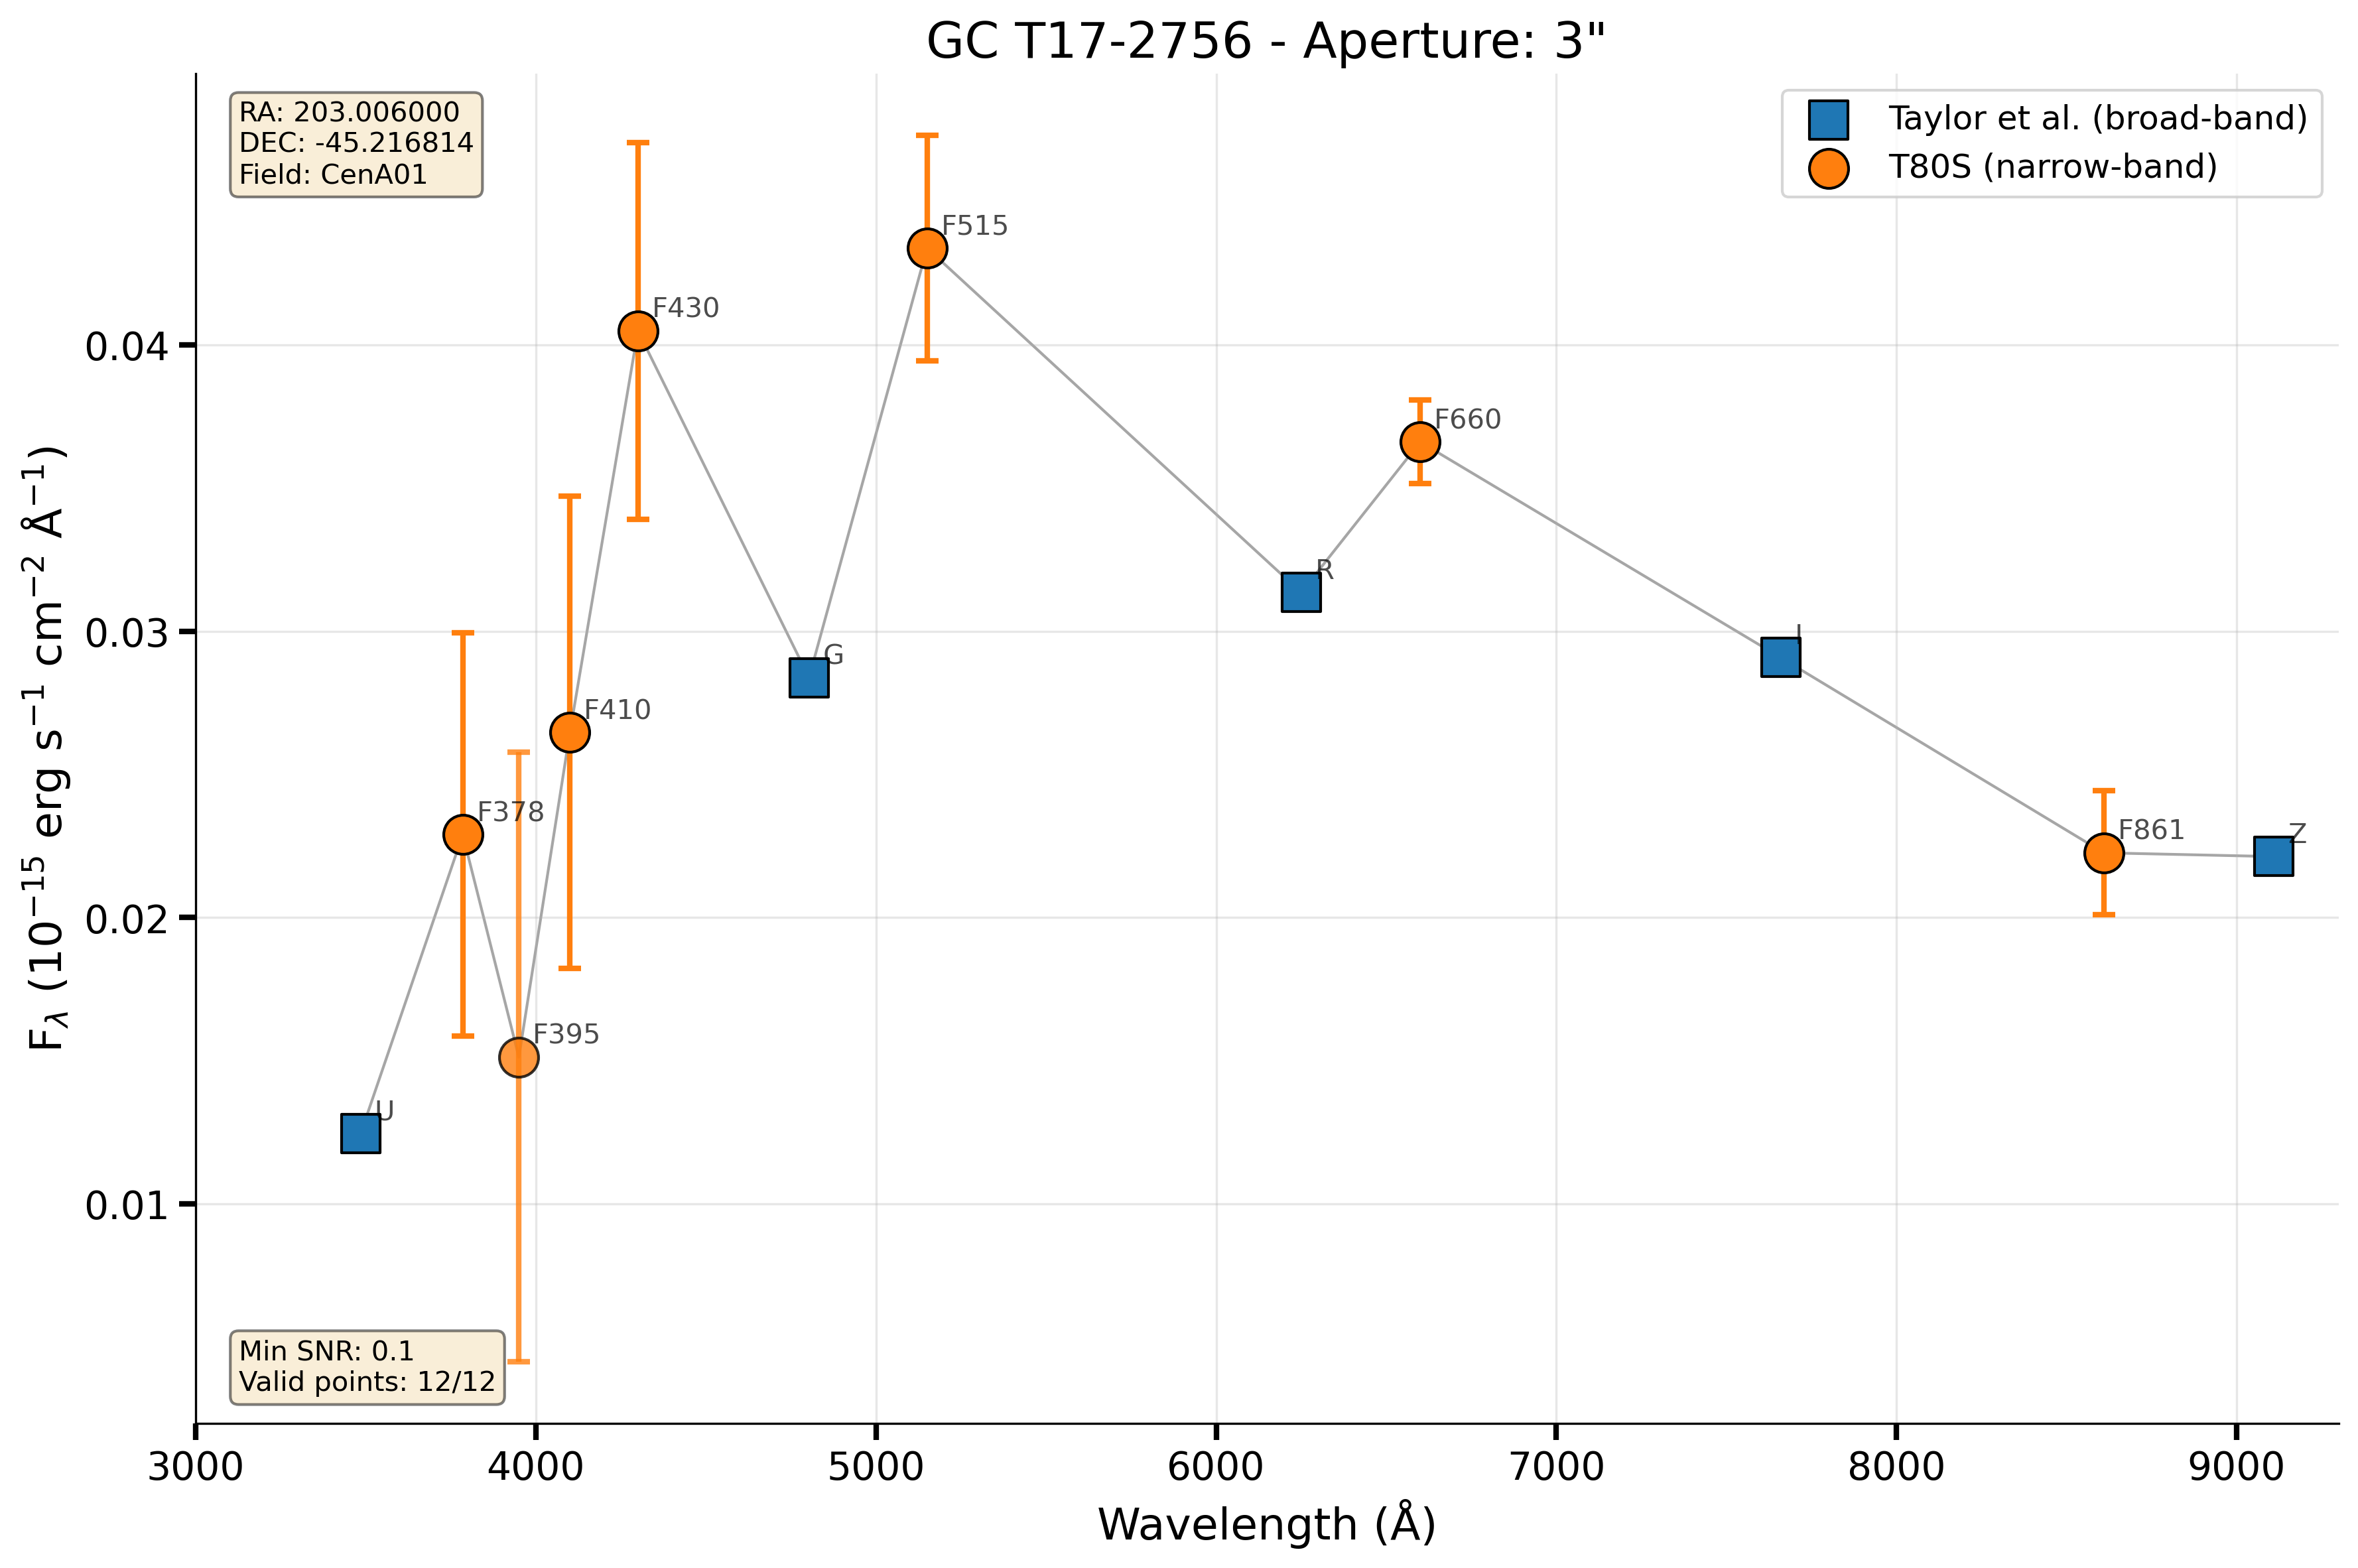 GC T17-2756 - Aperture: 3"
RA: 203.006000
DEC: -45.216814
Field: CenA01
Taylor et al. (broad-band)
T80S (narrow-band)
F515
F430
F660
R
I
G
F410
F378
F861
Z
F395
U
Min SNR: 0.1
Valid points: 12/12
0.04
0.03
0.02
0.01
F$_{λ}$ (10$^{−15}$ erg s$^{−1}$ cm$^{−2}$ Å$^{−1}$)
3000 4000 5000 6000 7000 8000 9000
Wavelength (Å)